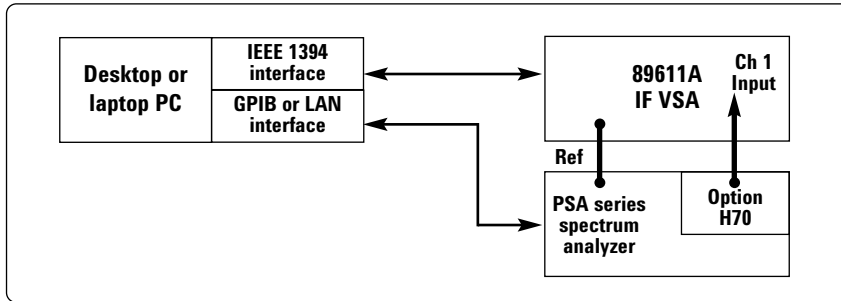 Desktop or
laptop PC
IEEE 1394
interface
GPIB or LAN
interface
89611A
IF VSA
Ch 1
Input
Ref
PSA series
spectrum
analyzer
Option
H70